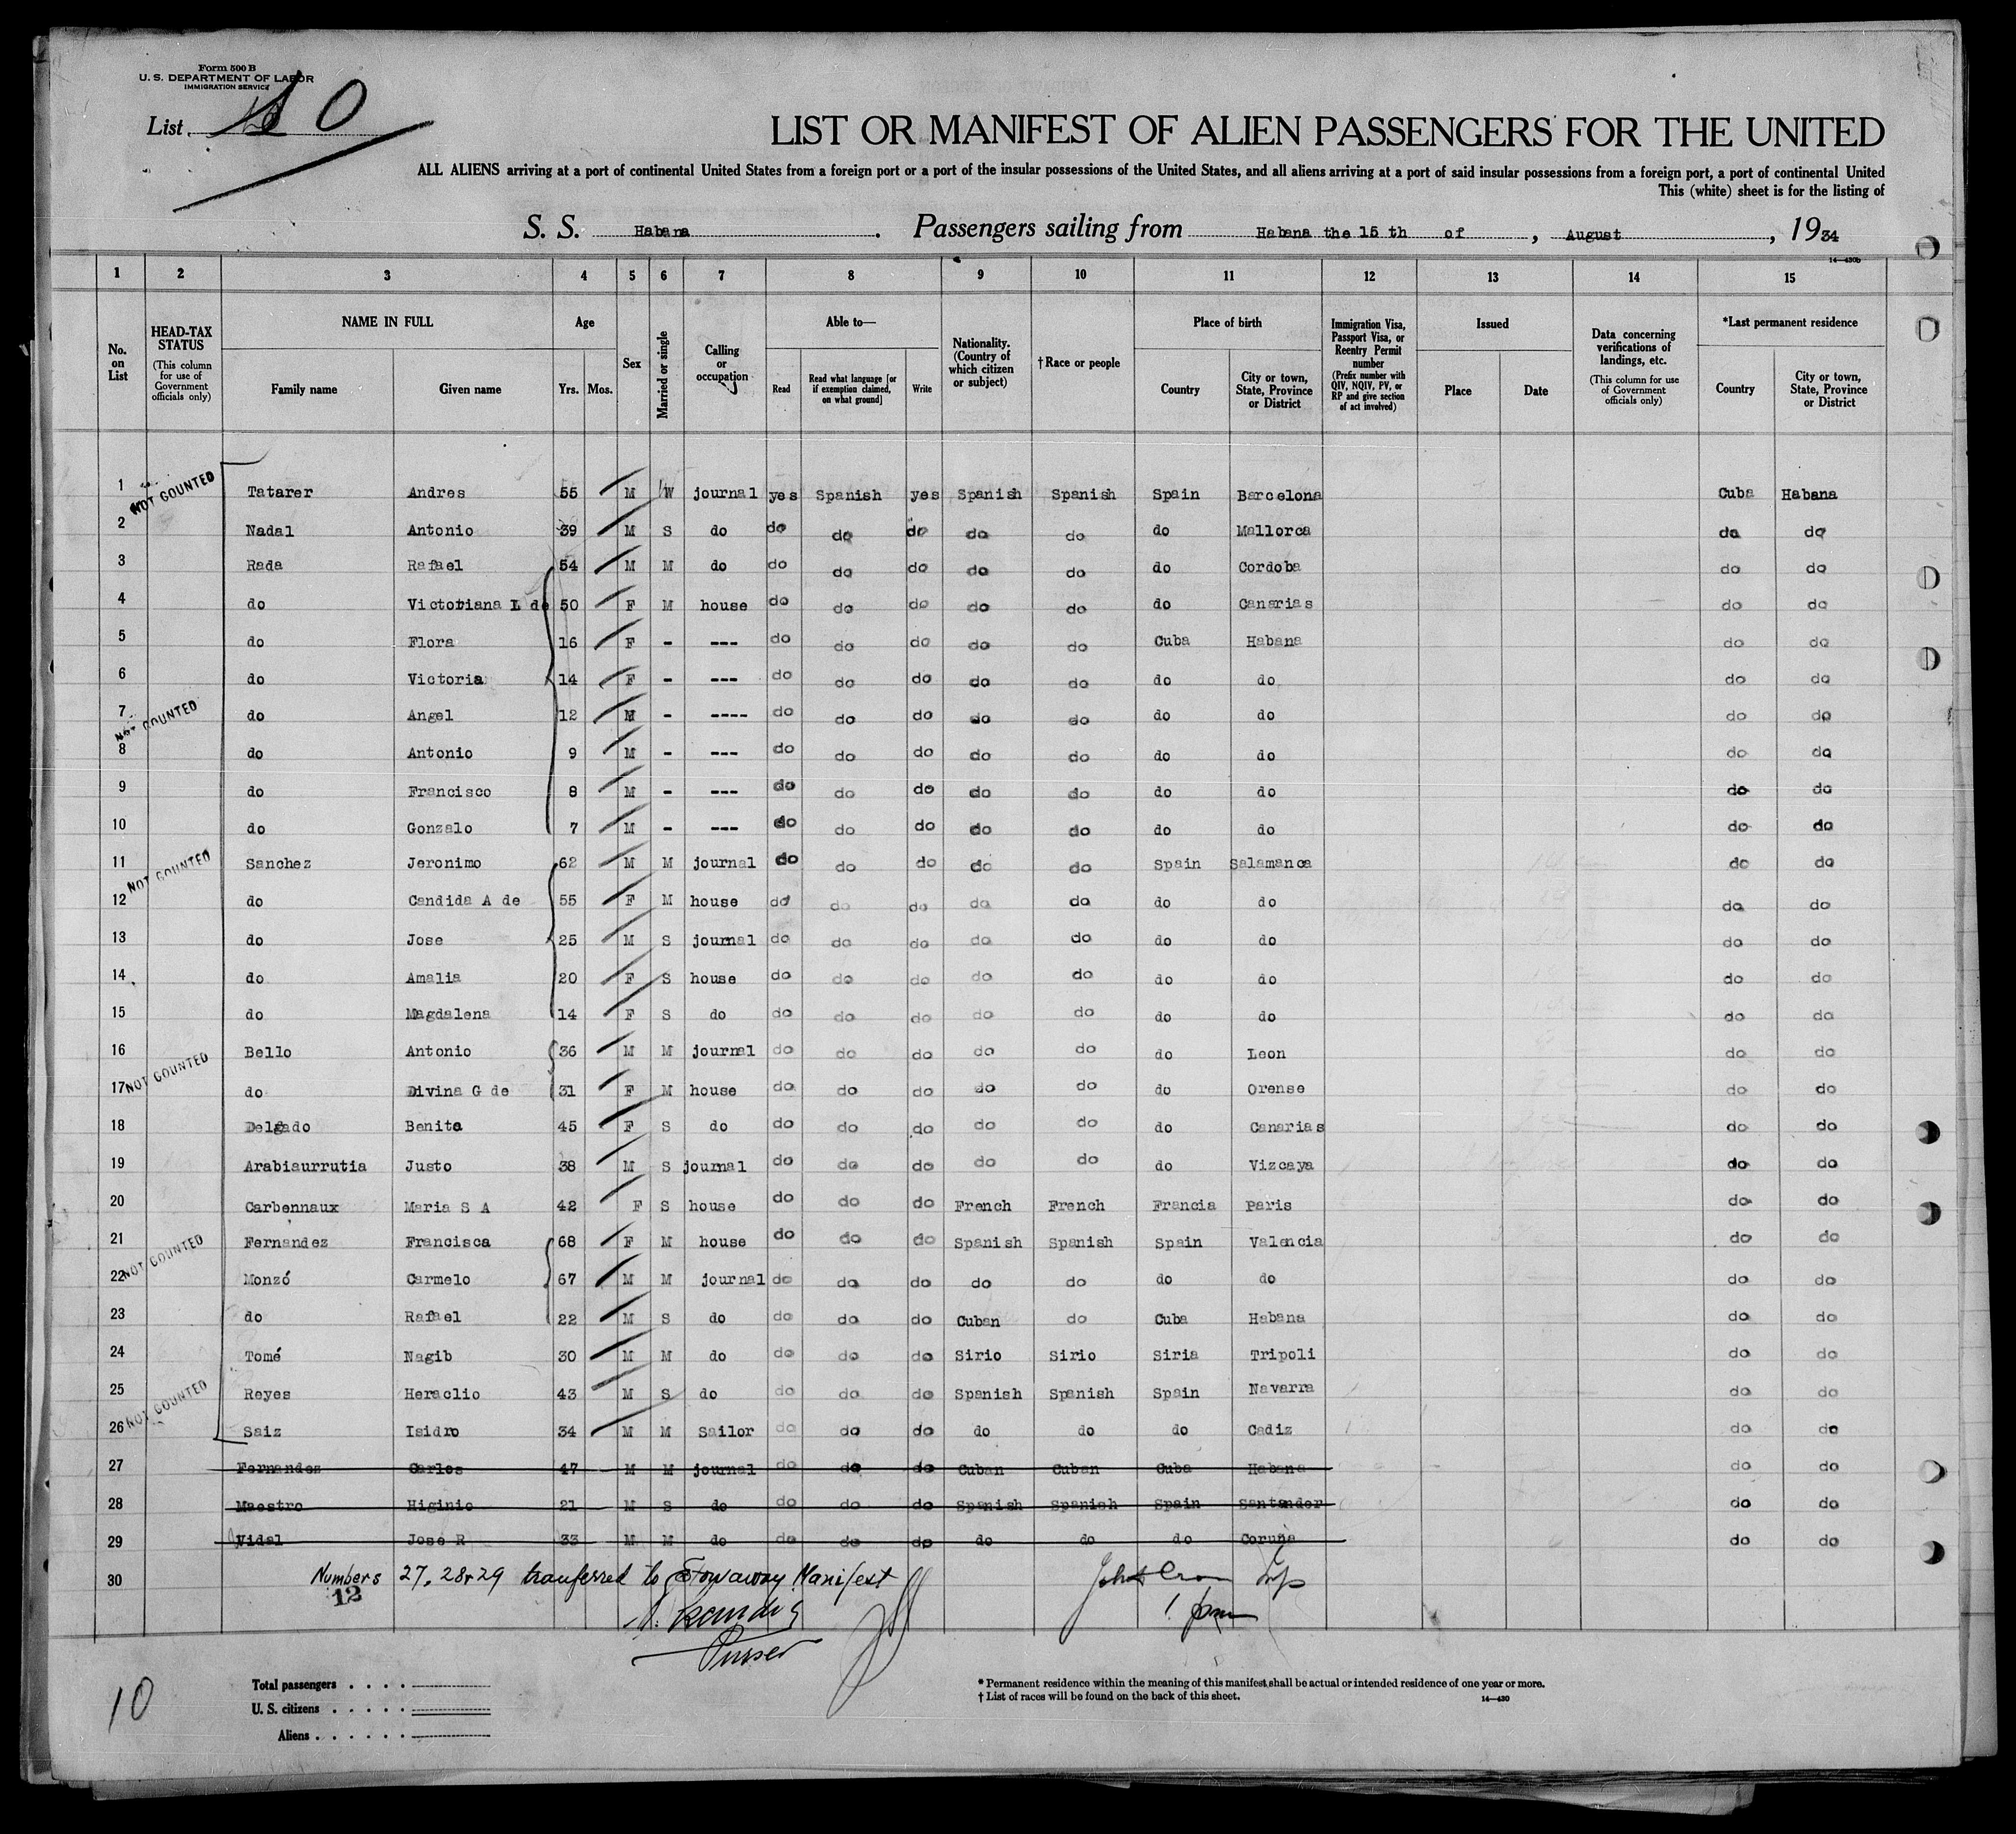 Form 500 B
U. S. DEPARTMENT OF LABOR
IMMIGRATION SERVICE
List 10
LIST OR MANIFEST OF ALIEN PASSENGERS FOR THE UNITED
ALL ALIENS arriving at a port of continental United States from a foreign port or a port of the insular possessions of the United States, and all aliens arriving at a port of said insular possessions from a foreign port, a port of continental United
This (white) sheet is for the listing of
S. S. Habana. Passengers sailing from Habana the 15 th of, August, 1934
14—430b
1 2 3 4 5 6 7 8 9 10 11 12 13 14 15
No. on List
HEAD-TAX STATUS (This column for use of Government officials only)
NAME IN FULL Family name Given name
Age Yrs. Mos.
Sex
Married or single
Calling or occupation
Able to— Read Read what language [or if exemption claimed, on what ground] Write
Nationality. (Country of which citizen or subject)
†Race or people
Place of birth Country City or town, State, Province or District
Immigration Visa, Passport Visa, or Reentry Permit number (Prefix number with QIV, NQIV, PV, or RP and give section of act involved)
Issued Place Date
Data concerning verifications of landings, etc. (This column for use of Government officials only)
*Last permanent residence Country City or town, State, Province or District
1 NOT COUNTED Tatarer Andres 55 M W journal yes Spanish yes Spanish Spanish Spain Barcelona Cuba Habana
2 Nadal Antonio 39 M S do do do do do do do Mallorca do do
3 Rada Rafael 54 M M do do do do do do do Cordoba do do
4 do Victoriana L de 50 F M house do do do do do do Canarias do do
5 do Flora 16 F - --- do do do do do Cuba Habana do do
6 do Victoria 14 F - --- do do do do do do do do do
7 NOT COUNTED do Angel 12 M - ---- do do do do do do do do do
8 do Antonio 9 M - --- do do do do do do do do do
9 do Francisco 8 M - --- do do do do do do do do do
10 do Gonzalo 7 M - --- do do do do do do do do do
11 NOT COUNTED Sanchez Jeronimo 62 M M journal do do do do do Spain Salamanca do do
12 do Candida A de 55 F M house do do do do do do do do do
13 do Jose 25 M S journal do do do do do do do do do
14 do Amalia 20 F S house do do do do do do do do do
15 do Magdalena 14 F S do do do do do do do do do do
16 Bello Antonio 36 M M journal do do do do do do Leon do do
17 NOT COUNTED do Divina G de 31 F M house do do do do do do Orense do do
18 Delgado Benita 45 F S do do do do do do do Canarias do do
19 Arabiaurrutia Justo 38 M S journal do do do do do do Vizcaya do do
20 Carbennaux Maria S A 42 F S house do do do French French Francia Paris do do
21 Fernandez Francisca 68 F M house do do do Spanish Spanish Spain Valencia do do
22 NOT COUNTED Monzó Carmelo 67 M M journal do do do do do do do do do
23 do Rafael 22 M S do do do do Cuban do Cuba Habana do do
24 Tomé Nagib 30 M M do do do do Sirio Sirio Siria Tripoli do do
25 Reyes Heraclio 43 M S do do do do Spanish Spanish Spain Navarra do do
26 NOT COUNTED Saiz Isidro 34 M M Sailor do do do do do do Cadiz do do
27 Fernandez Carlos 47 M M journal do do do Cuban Cuban Cuba Habana do do
28 Maestro Higinio 21 M S do do do do Spanish Spanish Spain Santander do do
29 Vidal Jose R 33 M M do do do do do do do Coruña do do
30 Numbers 27, 28 & 29 tranferred to Stowaway Manifest
12
Purser
10
Total passengers
U. S. citizens
Aliens
* Permanent residence within the meaning of this manifest shall be actual or intended residence of one year or more.
† List of races will be found on the back of this sheet. 14—430